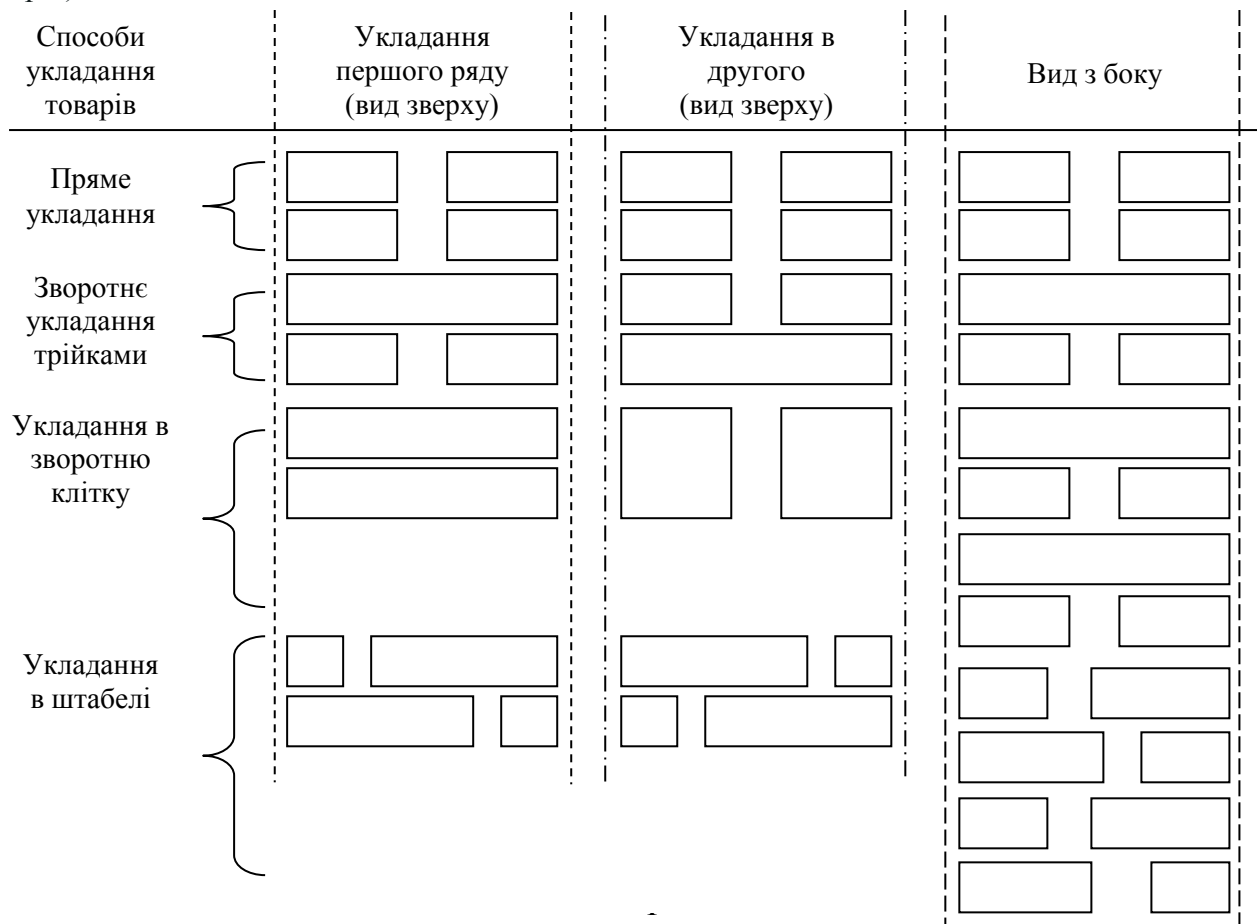 Способи
укладання
товарів
Укладання
першого ряду
(вид зверху)
Укладання в
другого
(вид зверху)
Вид з боку
Пряме
укладання
Зворотнє
укладання
трійками
Укладання в
зворотню
клітку
Укладання
в штабелі